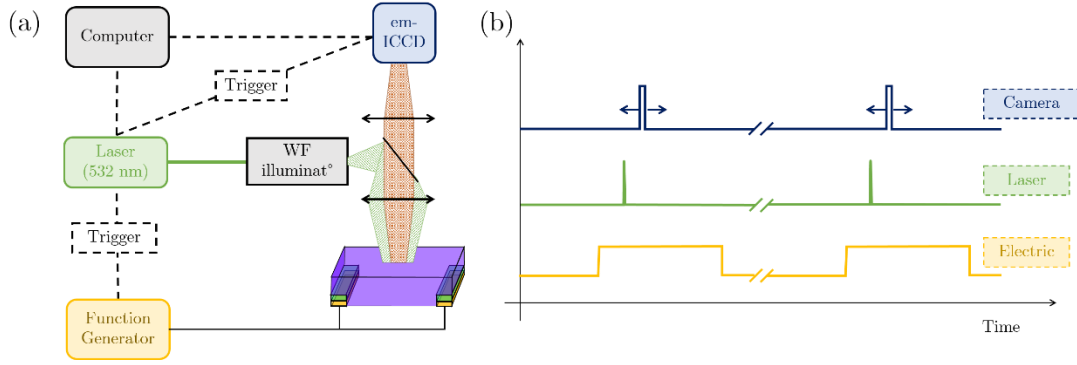 (a)
Computer
em-
ICCD
Trigger
Laser
(532 nm)
WF
illuminat°
Trigger
Function
Generator
(b)
Camera
Laser
Electric
Time